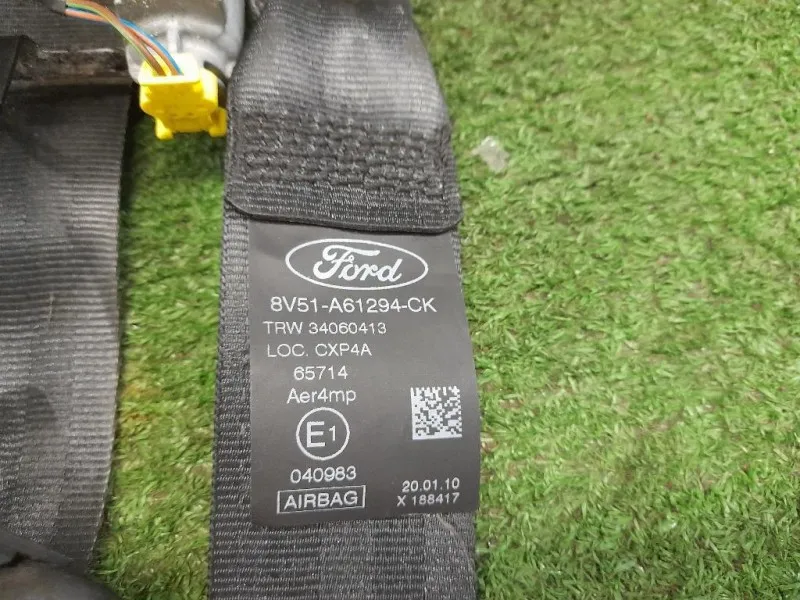 Ford
8V51-A61294-CK
TRW 34060413
LOC. CXP4A
65714
Aer4mp
E1
040983
AIRBAG
20.01.10
X 188417